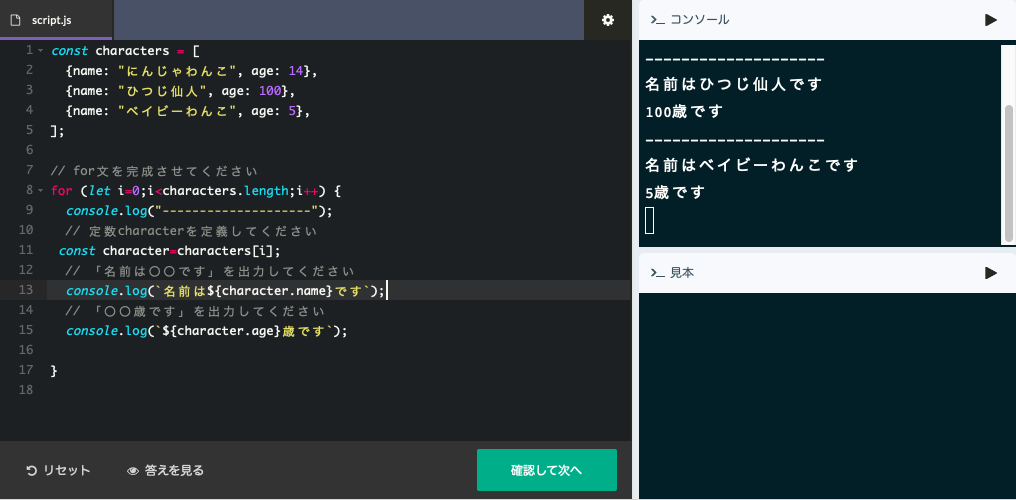 script.js
1 const characters = [
2 {name: "にんじゃわんこ", age: 14},
3 {name: "ひつじ仙人", age: 100},
4 {name: "ベイビーわんこ", age: 5},
5 ];
6
7 // for文を完成させてください
8 for (let i=0;i<characters.length;i++) {
9 console.log("--------------------");
10 // 定数characterを定義してください
11 const character=characters[i];
12 // 「名前は〇〇です」を出力してください
13 console.log(`名前は${character.name}です`);
14 // 「〇〇歳です」を出力してください
15 console.log(`${character.age}歳です`);
16
17 }
18
リセット
答えを見る
確認して次へ
>_ コンソール
--------------------
名前はひつじ仙人です
100歳です
--------------------
名前はベイビーわんこです
5歳です
>_ 見本